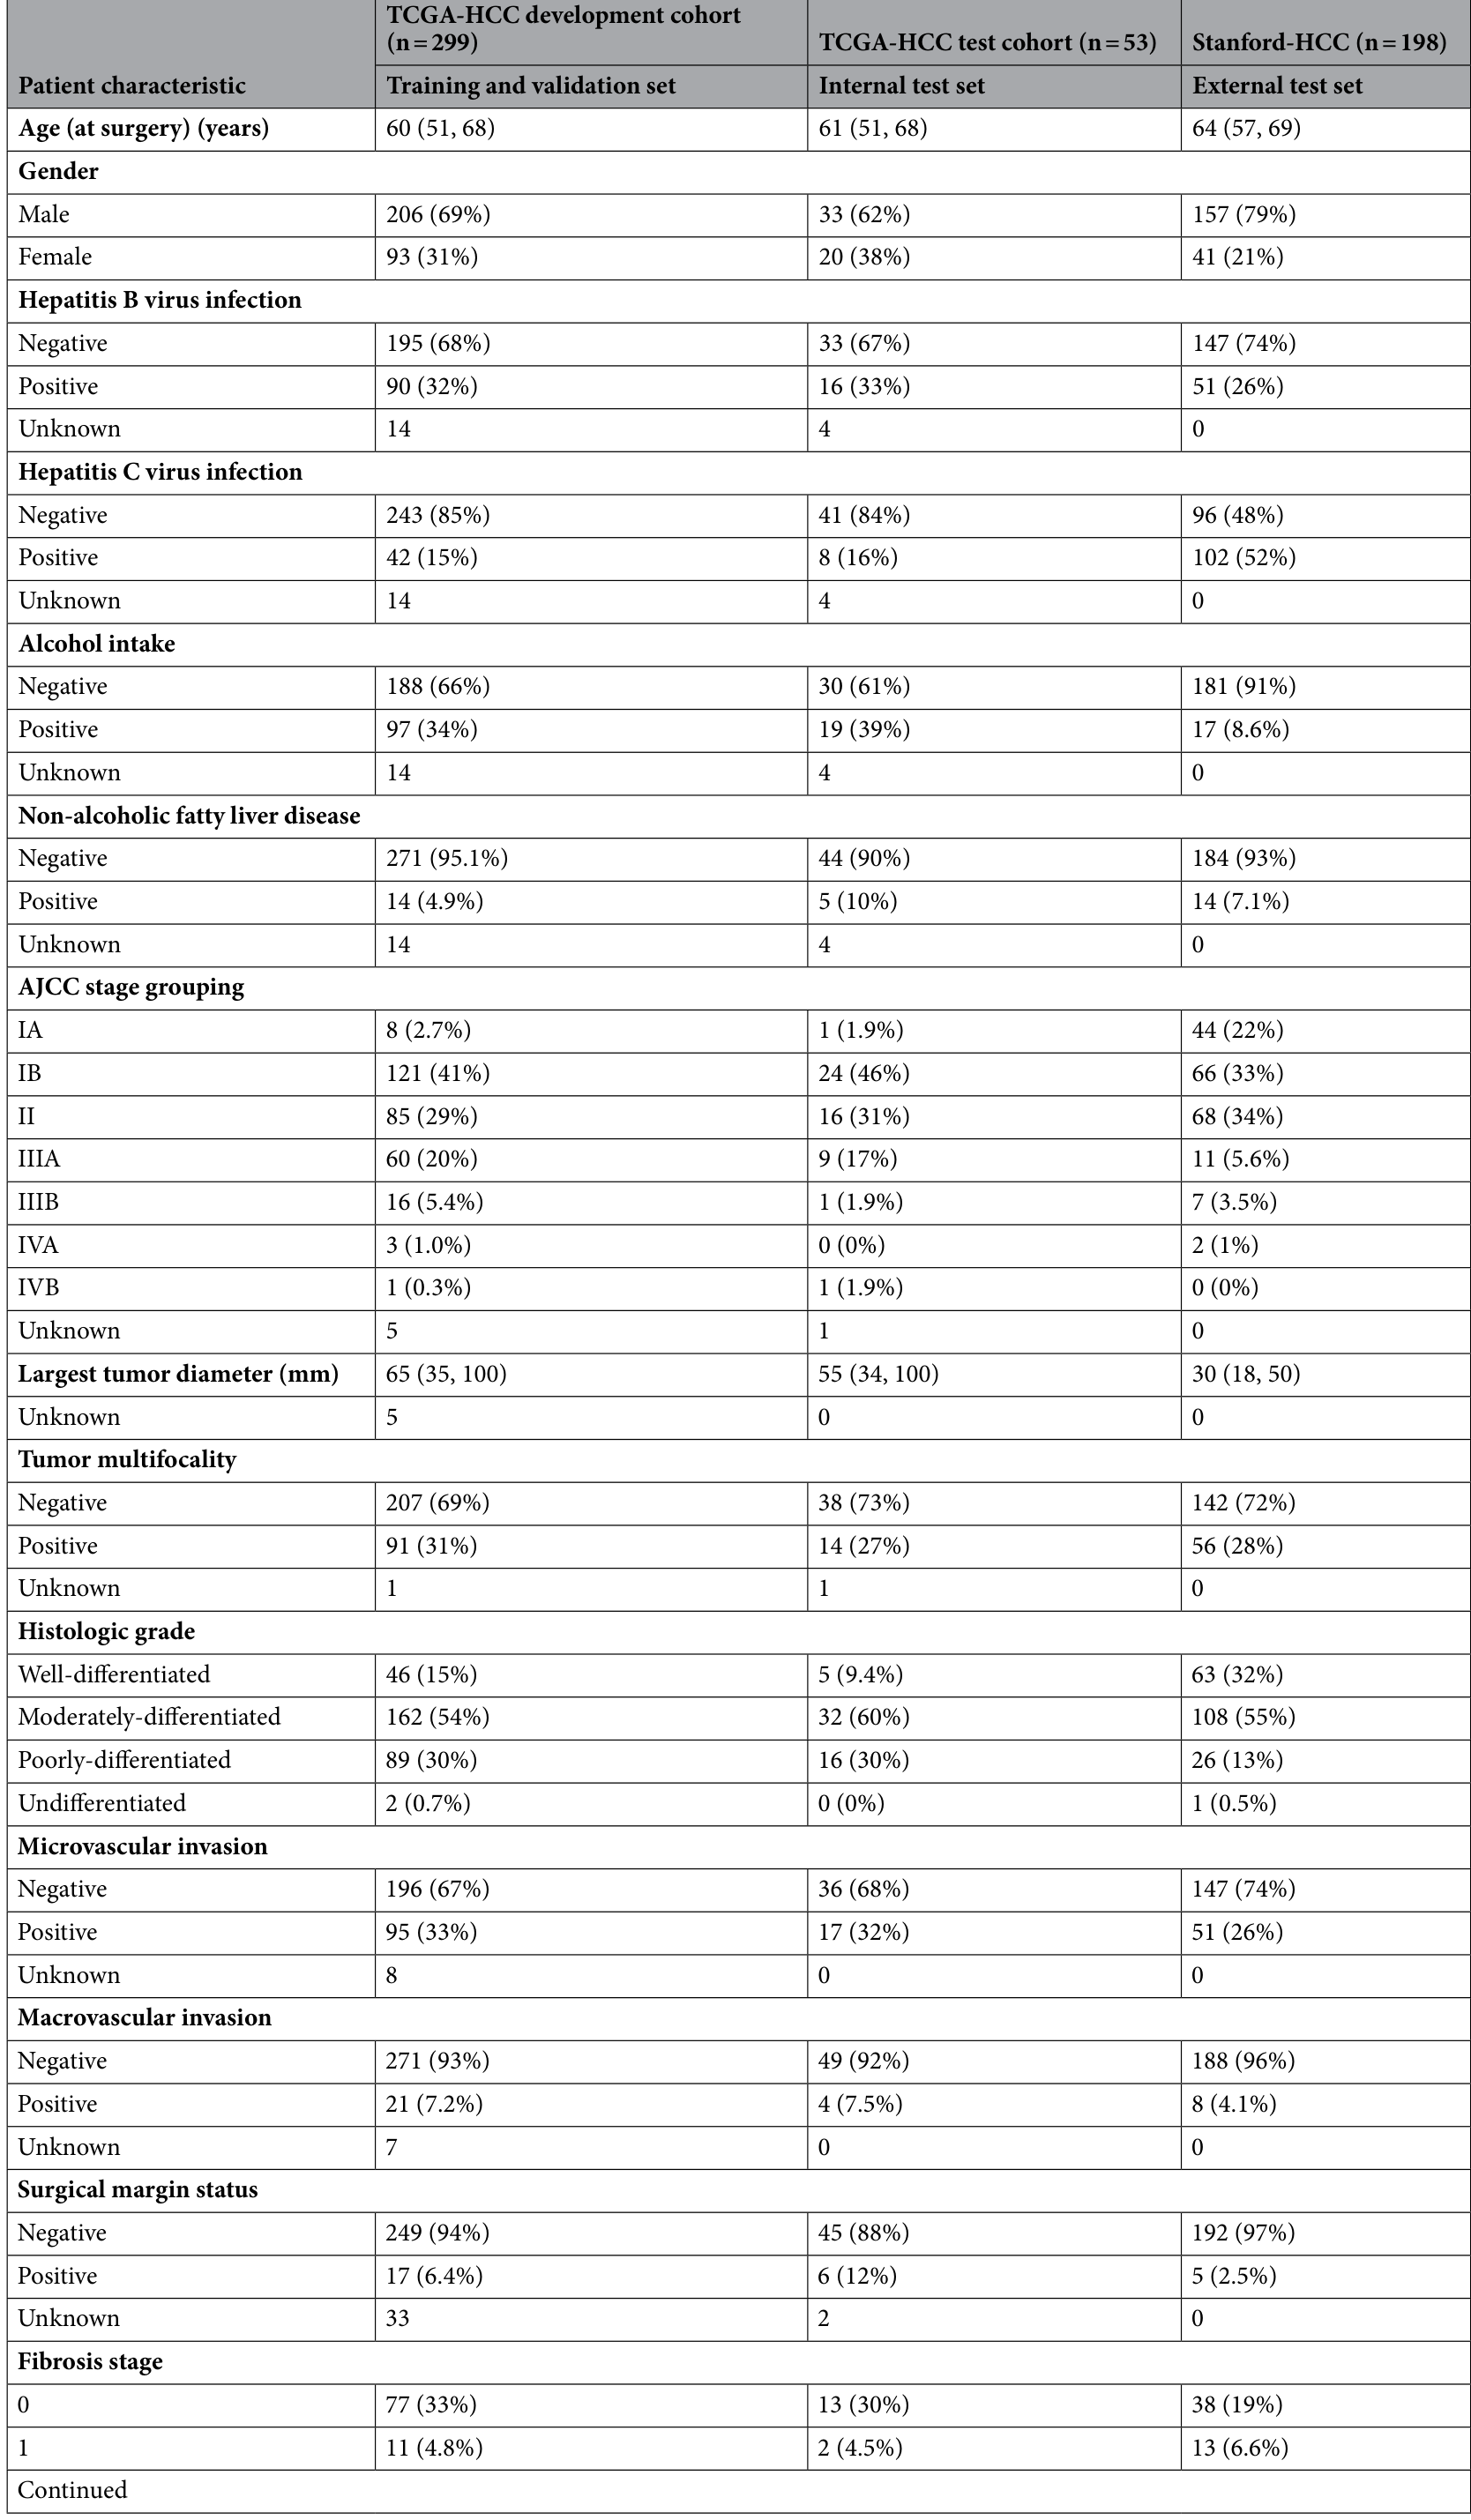 Patient characteristic | TCGA-HCC development cohort (n = 299) | TCGA-HCC test cohort (n = 53) | Stanford-HCC (n = 198)
Training and validation set | Internal test set | External test set
Age (at surgery) (years) | 60 (51, 68) | 61 (51, 68) | 64 (57, 69)
Gender
Male | 206 (69%) | 33 (62%) | 157 (79%)
Female | 93 (31%) | 20 (38%) | 41 (21%)
Hepatitis B virus infection
Negative | 195 (68%) | 33 (67%) | 147 (74%)
Positive | 90 (32%) | 16 (33%) | 51 (26%)
Unknown | 14 | 4 | 0
Hepatitis C virus infection
Negative | 243 (85%) | 41 (84%) | 96 (48%)
Positive | 42 (15%) | 8 (16%) | 102 (52%)
Unknown | 14 | 4 | 0
Alcohol intake
Negative | 188 (66%) | 30 (61%) | 181 (91%)
Positive | 97 (34%) | 19 (39%) | 17 (8.6%)
Unknown | 14 | 4 | 0
Non-alcoholic fatty liver disease
Negative | 271 (95.1%) | 44 (90%) | 184 (93%)
Positive | 14 (4.9%) | 5 (10%) | 14 (7.1%)
Unknown | 14 | 4 | 0
AJCC stage grouping
IA | 8 (2.7%) | 1 (1.9%) | 44 (22%)
IB | 121 (41%) | 24 (46%) | 66 (33%)
II | 85 (29%) | 16 (31%) | 68 (34%)
IIIA | 60 (20%) | 9 (17%) | 11 (5.6%)
IIIB | 16 (5.4%) | 1 (1.9%) | 7 (3.5%)
IVA | 3 (1.0%) | 0 (0%) | 2 (1%)
IVB | 1 (0.3%) | 1 (1.9%) | 0 (0%)
Unknown | 5 | 1 | 0
Largest tumor diameter (mm) | 65 (35, 100) | 55 (34, 100) | 30 (18, 50)
Unknown | 5 | 0 | 0
Tumor multifocality
Negative | 207 (69%) | 38 (73%) | 142 (72%)
Positive | 91 (31%) | 14 (27%) | 56 (28%)
Unknown | 1 | 1 | 0
Histologic grade
Well-differentiated | 46 (15%) | 5 (9.4%) | 63 (32%)
Moderately-differentiated | 162 (54%) | 32 (60%) | 108 (55%)
Poorly-differentiated | 89 (30%) | 16 (30%) | 26 (13%)
Undifferentiated | 2 (0.7%) | 0 (0%) | 1 (0.5%)
Microvascular invasion
Negative | 196 (67%) | 36 (68%) | 147 (74%)
Positive | 95 (33%) | 17 (32%) | 51 (26%)
Unknown | 8 | 0 | 0
Macrovascular invasion
Negative | 271 (93%) | 49 (92%) | 188 (96%)
Positive | 21 (7.2%) | 4 (7.5%) | 8 (4.1%)
Unknown | 7 | 0 | 0
Surgical margin status
Negative | 249 (94%) | 45 (88%) | 192 (97%)
Positive | 17 (6.4%) | 6 (12%) | 5 (2.5%)
Unknown | 33 | 2 | 0
Fibrosis stage
0 | 77 (33%) | 13 (30%) | 38 (19%)
1 | 11 (4.8%) | 2 (4.5%) | 13 (6.6%)
Continued